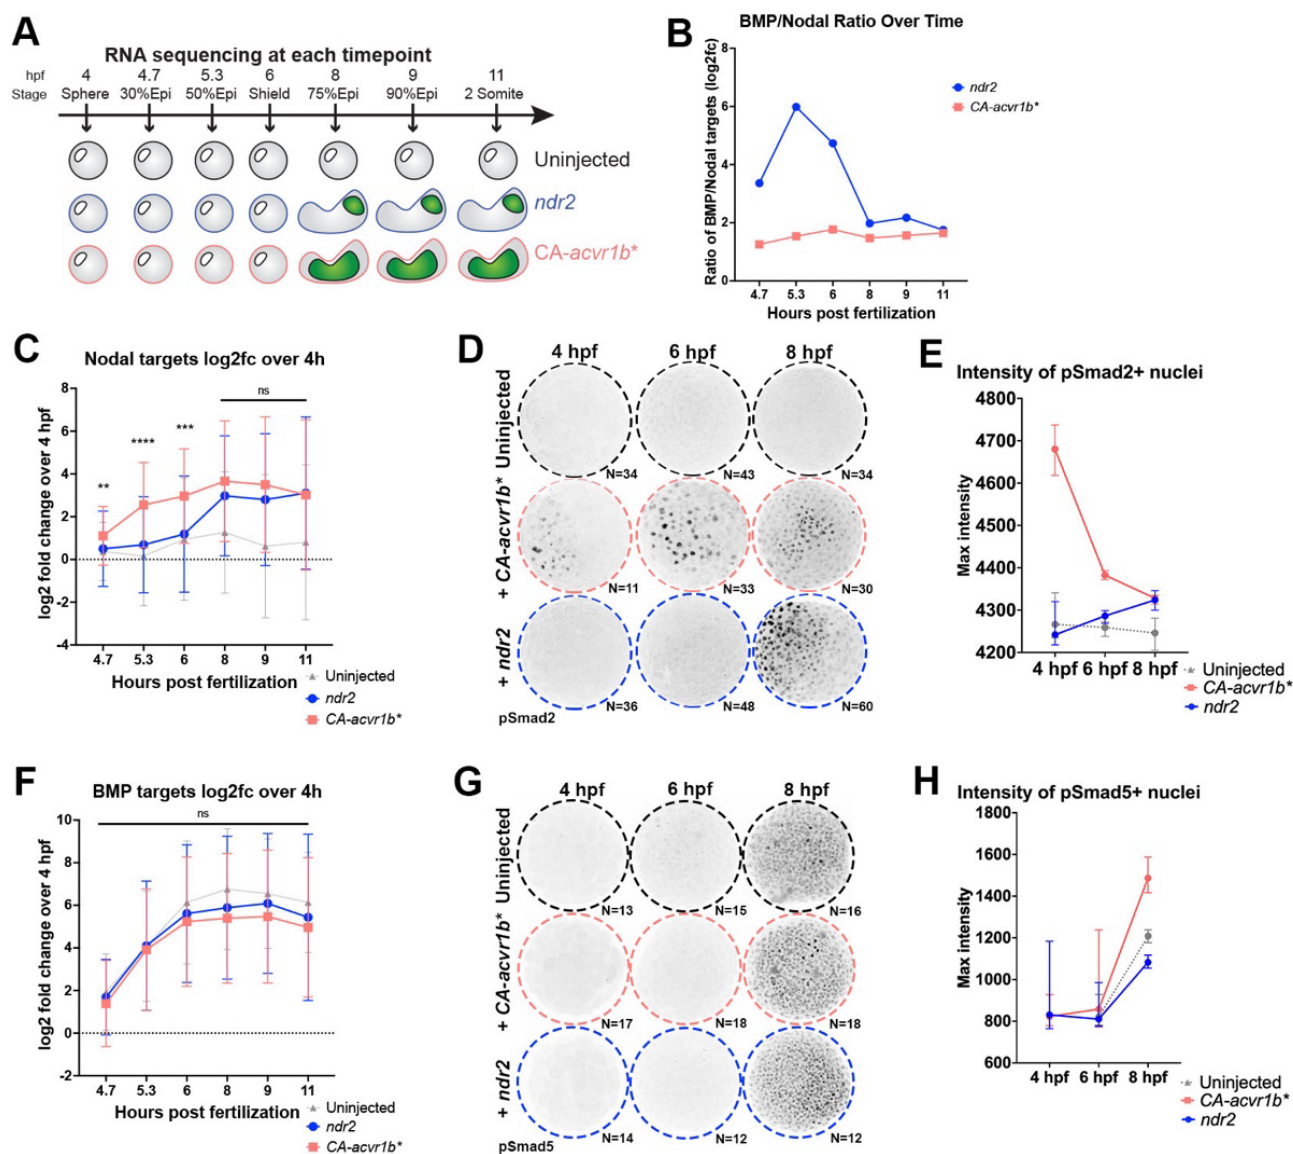 A
RNA sequencing at each timepoint
hpf 4 4.7 5.3 6 8 9 11
Stage Sphere 30%Epi 50%Epi Shield 75%Epi 90%Epi 2 Somite
Uninjected
ndr2
CA-acvr1b*
B
BMP/Nodal Ratio Over Time
Ratio of BMP/Nodal targets (log2fc)
8
6
4
2
0
4.7 5.3 6 8 9 11
Hours post fertilization
ndr2
CA-acvr1b*
C
Nodal targets log2fc over 4h
log2 fold change over 4 hpf
8
6
4
2
0
-2
-4
** **** *** ns
4.7 5.3 6 8 9 11
Hours post fertilization
Uninjected
ndr2
CA-acvr1b*
D
4 hpf 6 hpf 8 hpf
Uninjected
N=34 N=43 N=34
+ CA-acvr1b*
N=11 N=33 N=30
+ ndr2
N=36 N=48 N=60
pSmad2
E
Intensity of pSmad2+ nuclei
Max intensity
4800
4700
4600
4500
4400
4300
4200
4 hpf 6 hpf 8 hpf
Uninjected
CA-acvr1b*
ndr2
F
BMP targets log2fc over 4h
log2 fold change over 4 hpf
10
8
6
4
2
0
-2
ns
4.7 5.3 6 8 9 11
Hours post fertilization
Uninjected
ndr2
CA-acvr1b*
G
4 hpf 6 hpf 8 hpf
Uninjected
N=13 N=15 N=16
+ CA-acvr1b*
N=17 N=18 N=18
+ ndr2
N=14 N=12 N=12
pSmad5
H
Intensity of pSmad5+ nuclei
Max intensity
1800
1600
1400
1200
1000
800
600
4 hpf 6 hpf 8 hpf
Uninjected
CA-acvr1b*
ndr2